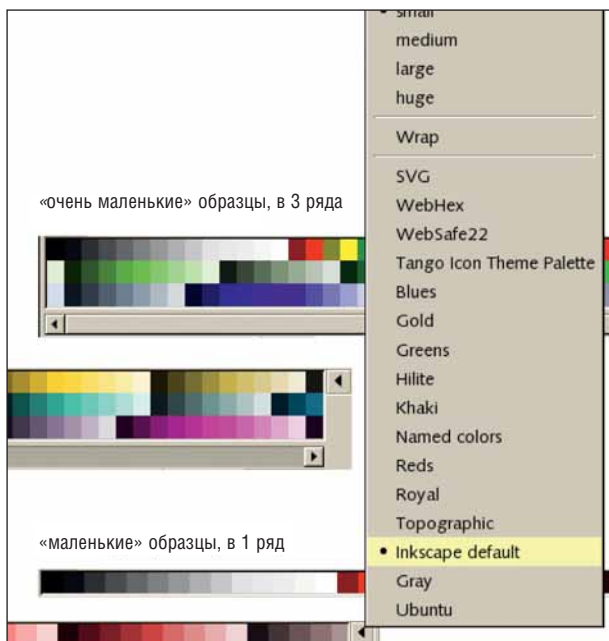 small
medium
large
huge
Wrap
SVG
WebHex
WebSafe22
Tango Icon Theme Palette
Blues
Gold
Greens
Hilite
Khaki
Named colors
Reds
Royal
Topographic
Inkscape default
Gray
Ubuntu
«очень маленькие» образцы, в 3 ряда
«маленькие» образцы, в 1 ряд